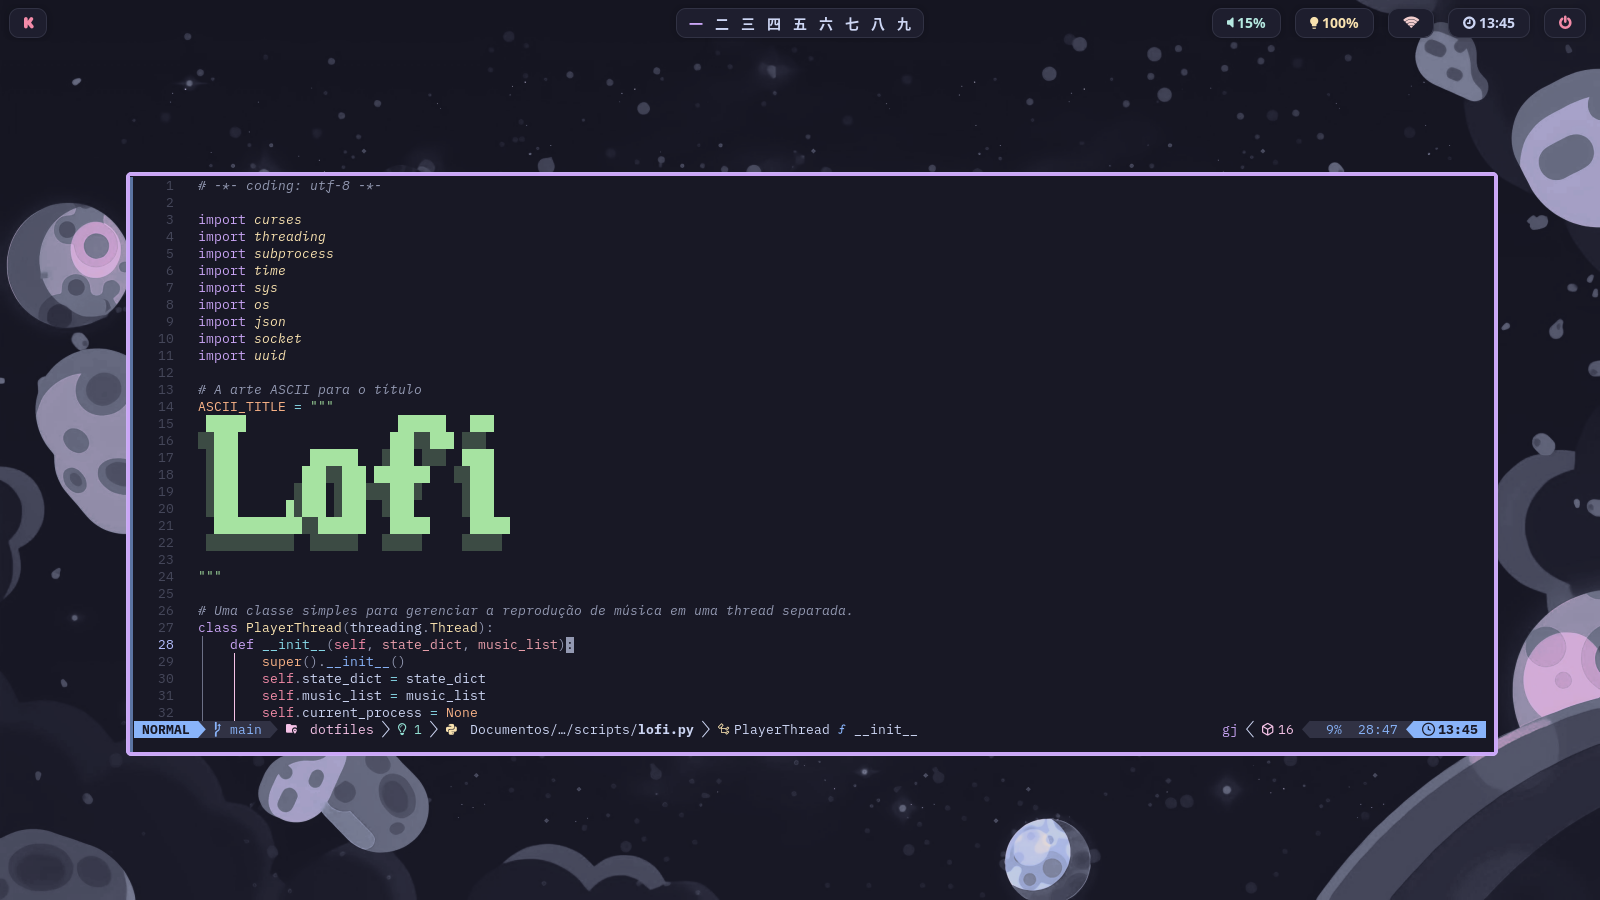 K
一 二 三 四 五 六 七 八 九
15% 100% 13:45
1 # -*- coding: utf-8 -*-
2
3 import curses
4 import threading
5 import subprocess
6 import time
7 import sys
8 import os
9 import json
10 import socket
11 import uuid
12
13 # A arte ASCII para o título
14 ASCII_TITLE = """
15
16
17
18
19
20
21
22
Lofi
23
24 """
25
26 # Uma classe simples para gerenciar a reprodução de música em uma thread separada.
27 class PlayerThread(threading.Thread):
28 def __init__(self, state_dict, music_list):
29 super().__init__()
30 self.state_dict = state_dict
31 self.music_list = music_list
32 self.current_process = None
NORMAL main dotfiles 1 Documentos/…/scripts/lofi.py PlayerThread f __init__ gj 16 9% 28:47 13:45